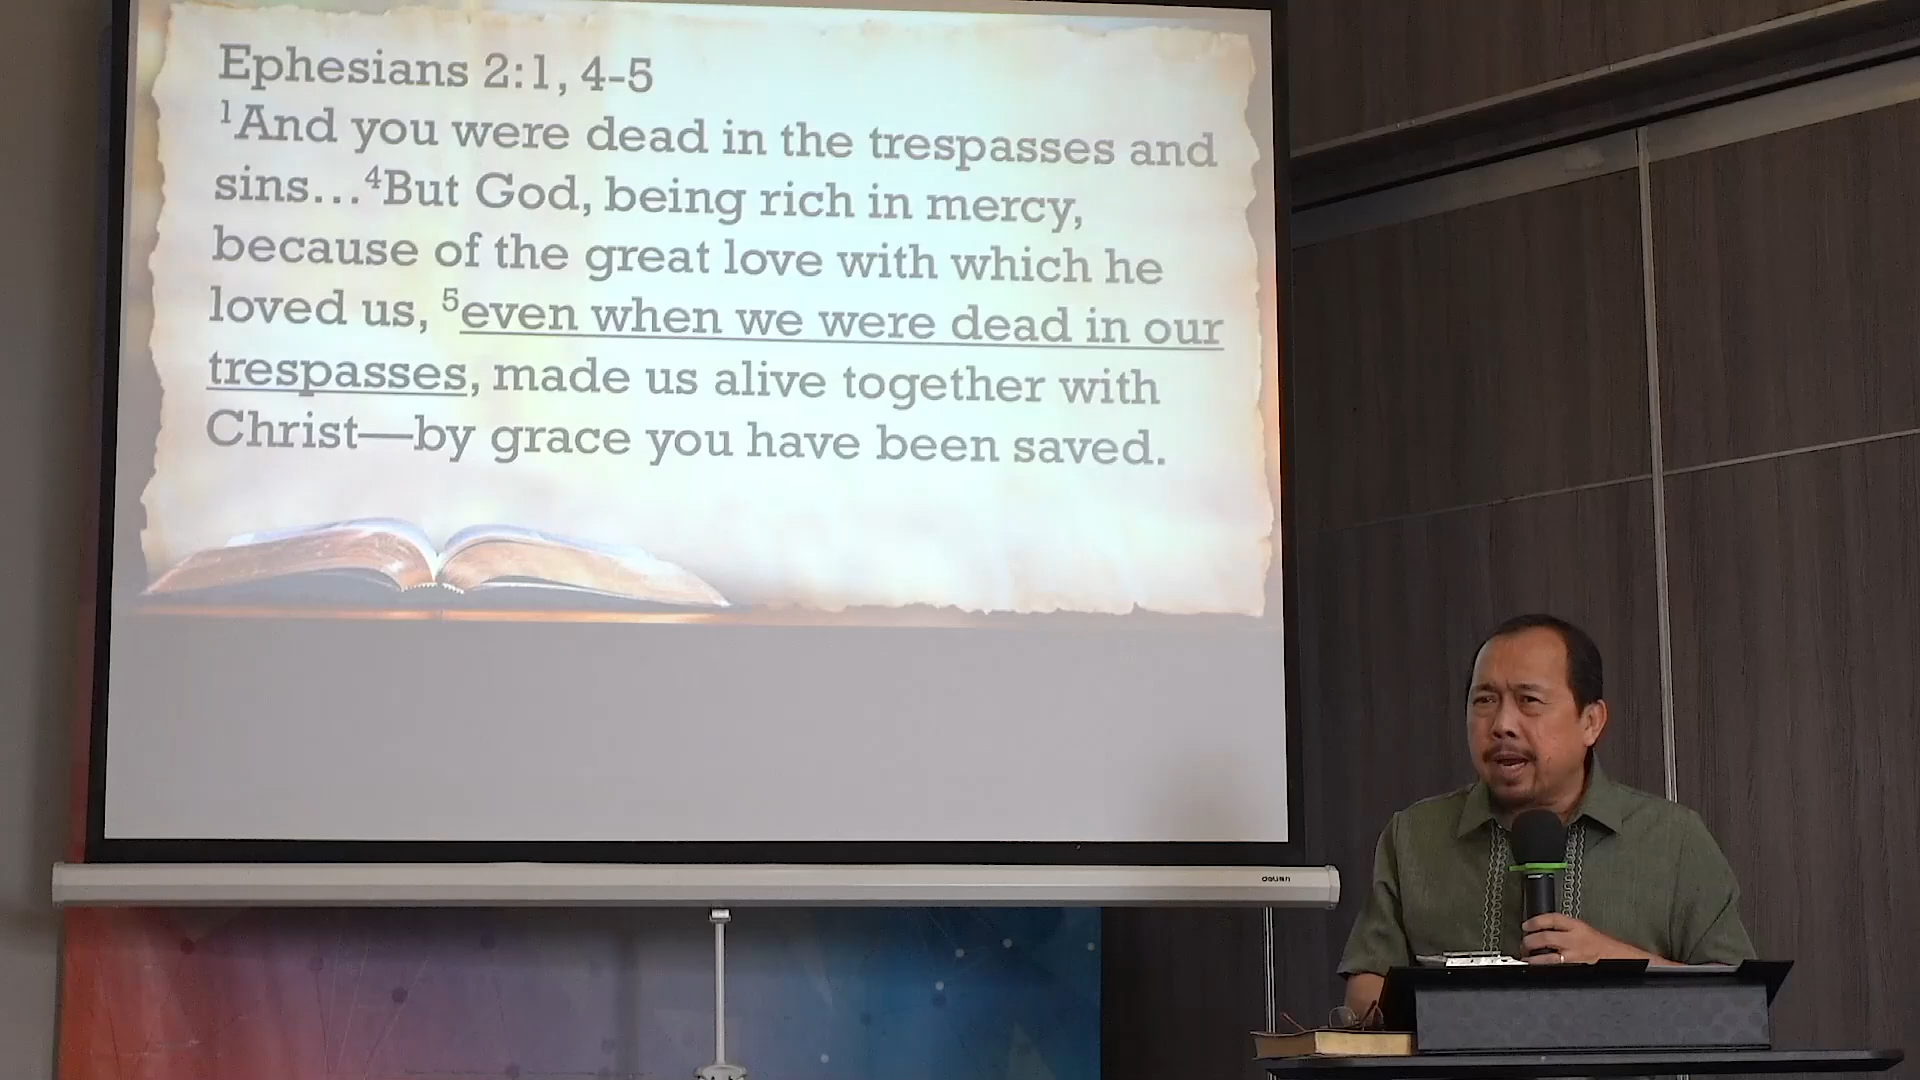 Ephesians 2:1, 4-5
¹And you were dead in the trespasses and
sins...⁴But God, being rich in mercy,
because of the great love with which he
loved us, ⁵even when we were dead in our
trespasses, made us alive together with
Christ—by grace you have been saved.